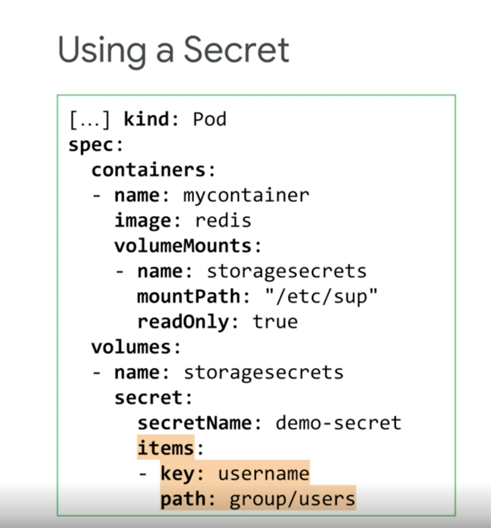 Using a Secret
[...] kind: Pod
spec:
  containers:
  - name: mycontainer
    image: redis
    volumeMounts:
    - name: storagesecrets
      mountPath: "/etc/sup"
      readOnly: true
  volumes:
  - name: storagesecrets
    secret:
      secretName: demo-secret
      items:
      - key: username
        path: group/users